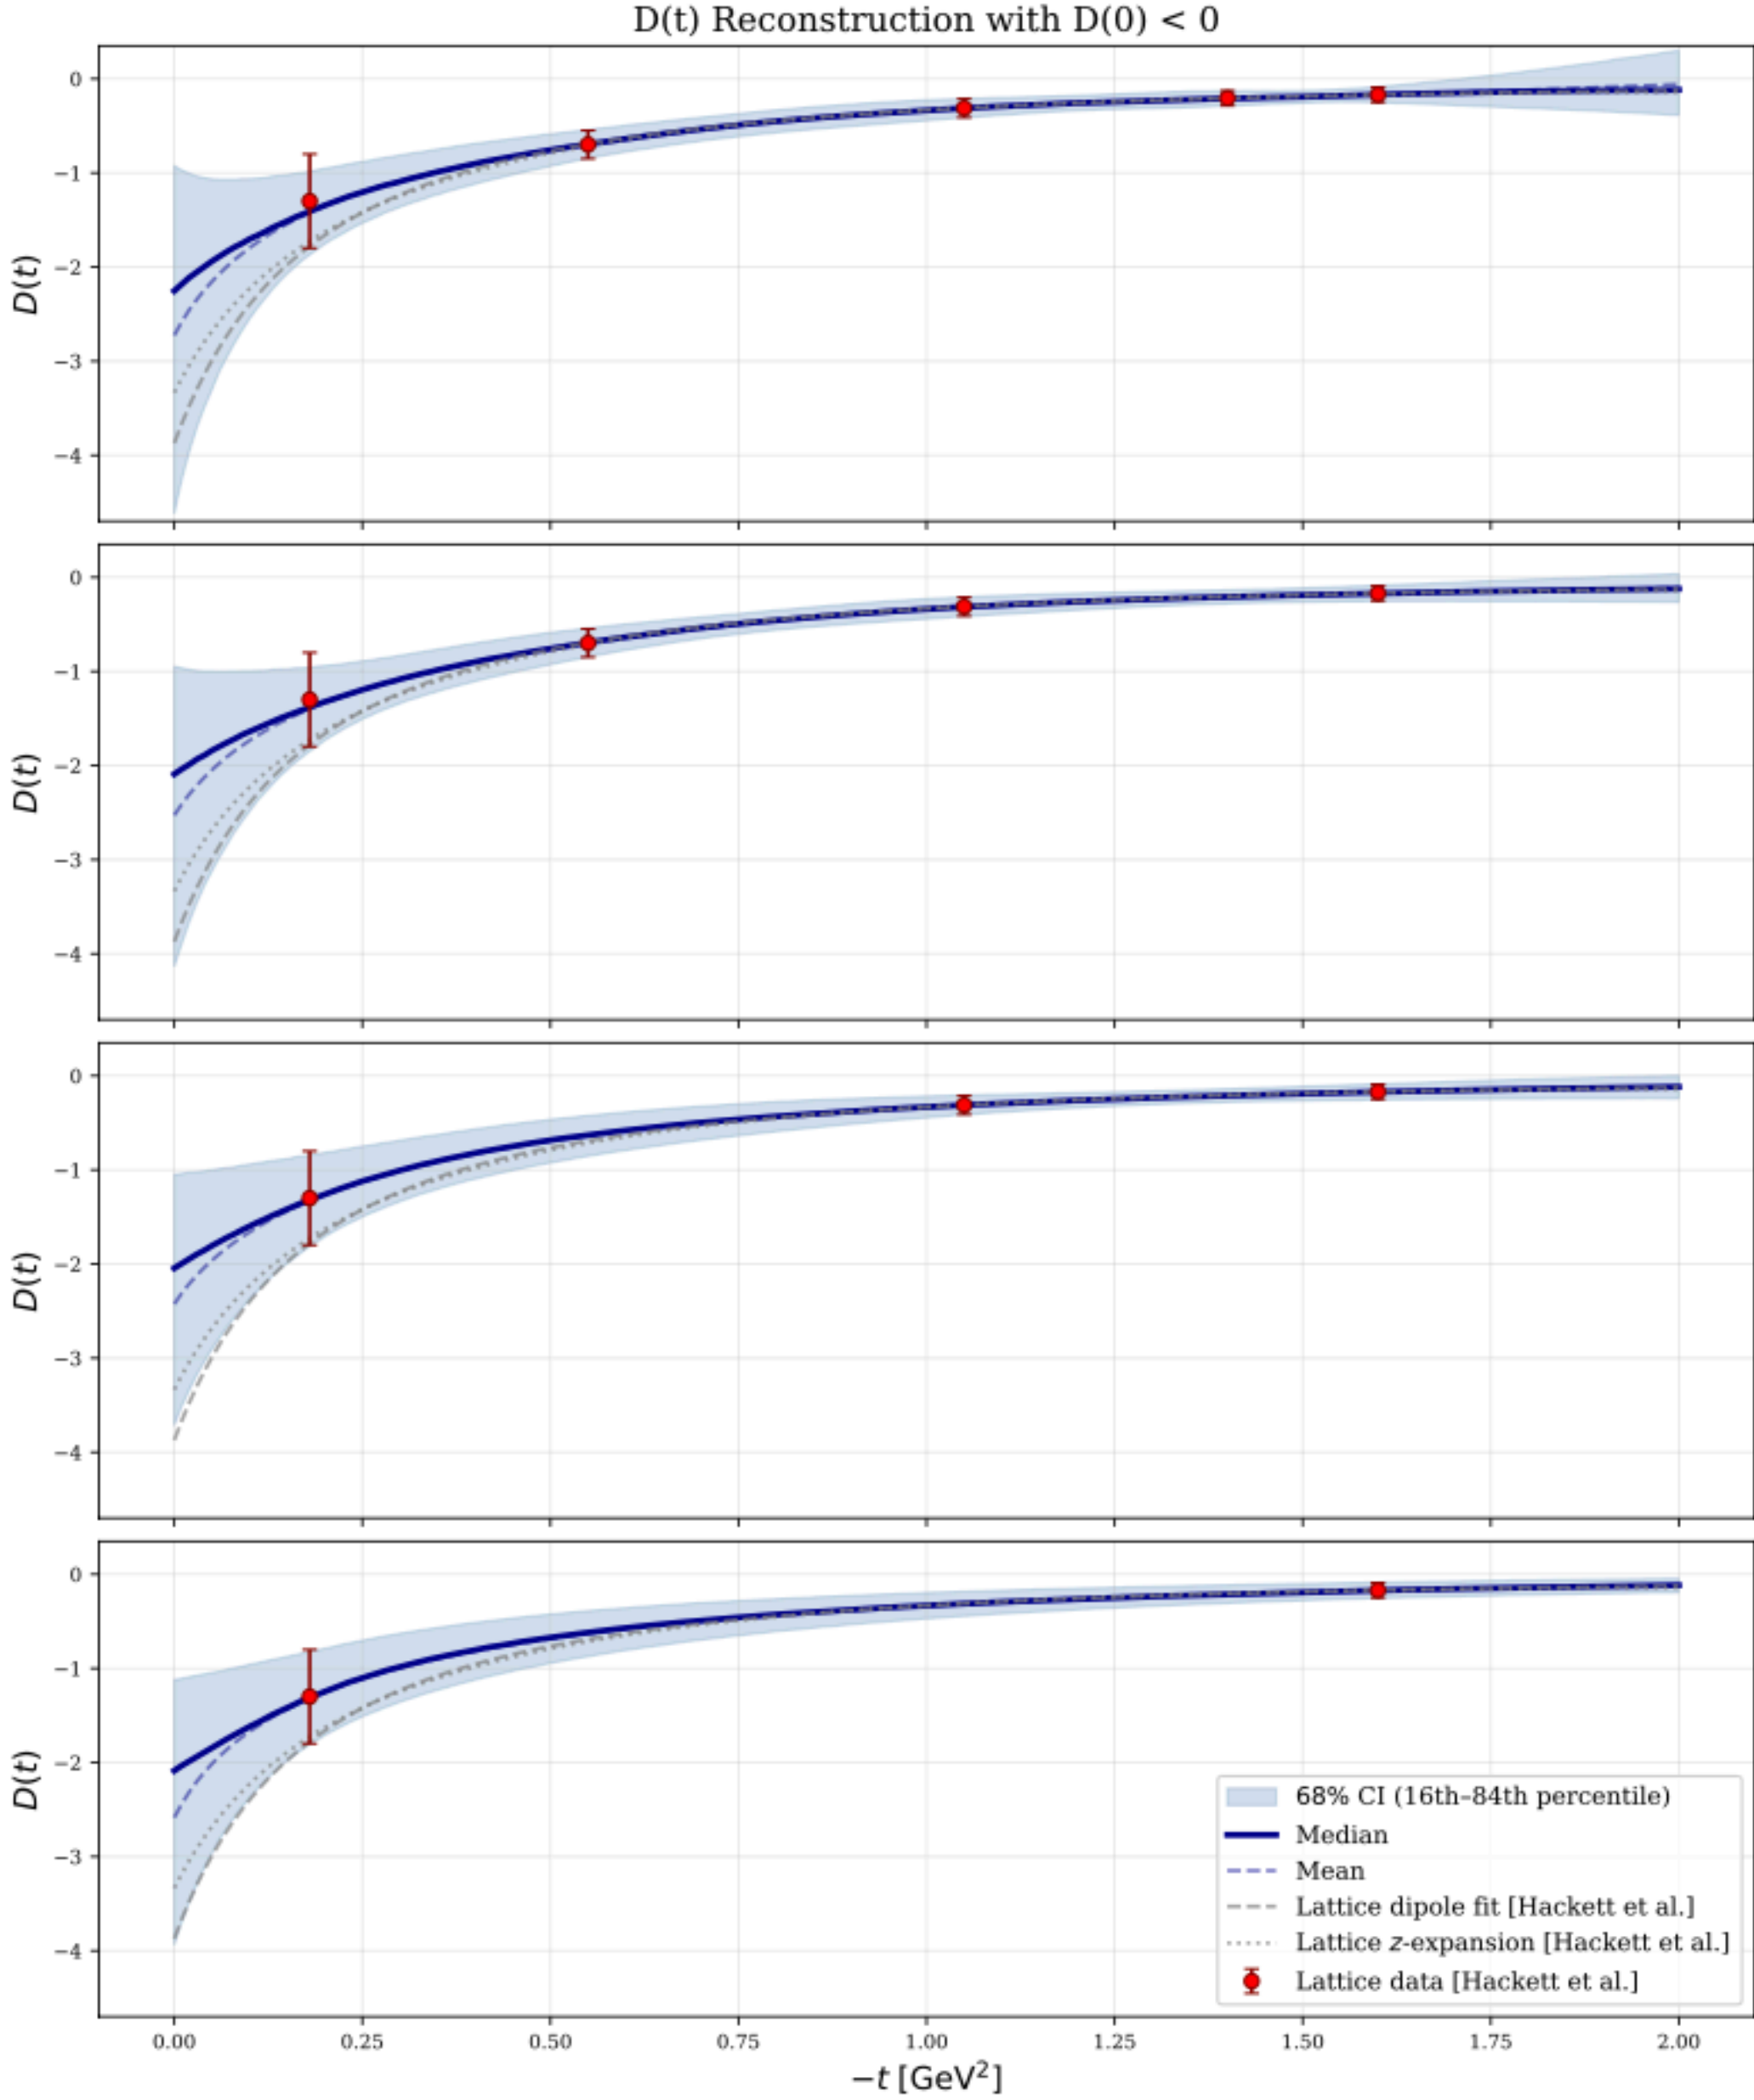 D(t) Reconstruction with D(0) < 0
0
−1
−2
−3
−4
D(t)
0
−1
−2
−3
−4
D(t)
0
−1
−2
−3
−4
D(t)
0
−1
−2
−3
−4
D(t)
68% CI (16th–84th percentile)
Median
Mean
Lattice dipole fit [Hackett et al.]
Lattice z-expansion [Hackett et al.]
Lattice data [Hackett et al.]
0.00 0.25 0.50 0.75 1.00 1.25 1.50 1.75 2.00
−t [GeV²]